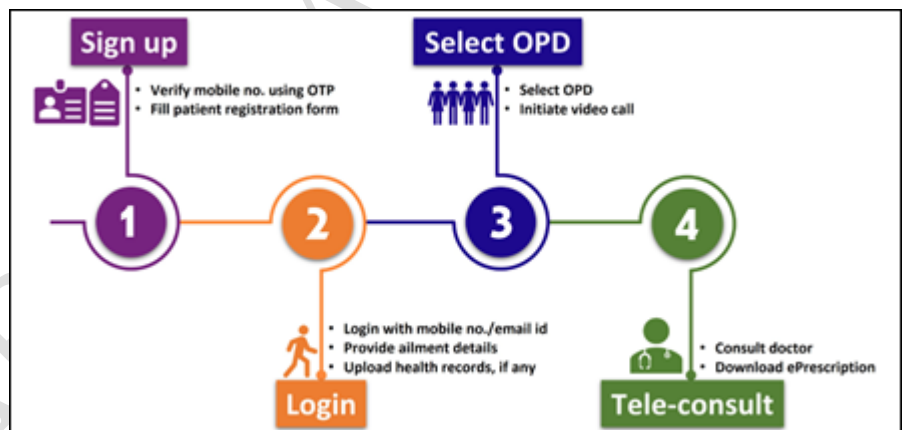 Sign up
• Verify mobile no. using OTP
• Fill patient registration form
1
2
• Login with mobile no./email id
• Provide ailment details
• Upload health records, if any
Login
Select OPD
• Select OPD
• Initiate video call
3
4
• Consult doctor
• Download ePrescription
Tele-consult